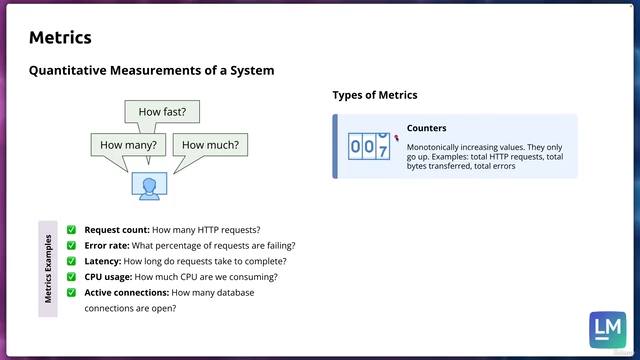 Metrics
Quantitative Measurements of a System
How fast?
How many?
How much?
Metrics Examples
✅ Request count: How many HTTP requests?
✅ Error rate: What percentage of requests are failing?
✅ Latency: How long do requests take to complete?
✅ CPU usage: How much CPU are we consuming?
✅ Active connections: How many database
connections are open?
Types of Metrics
007
Counters
Monotonically increasing values. They only
go up. Examples: total HTTP requests, total
bytes transferred, total errors
LM